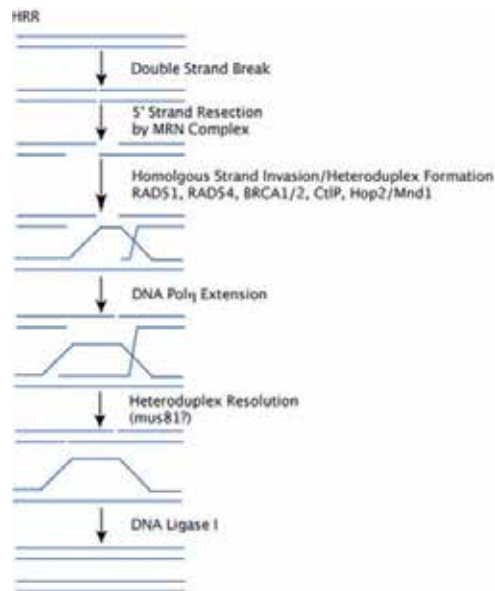 HRR
Double Strand Break
5' Strand Resection
by MRN Complex
Homolgous Strand Invasion/Heteroduplex Formation
RAD51, RAD54, BRCA1/2, CtIP, Hop2/Mnd1
DNA Polη Extension
Heteroduplex Resolution
(mus81?)
DNA Ligase I